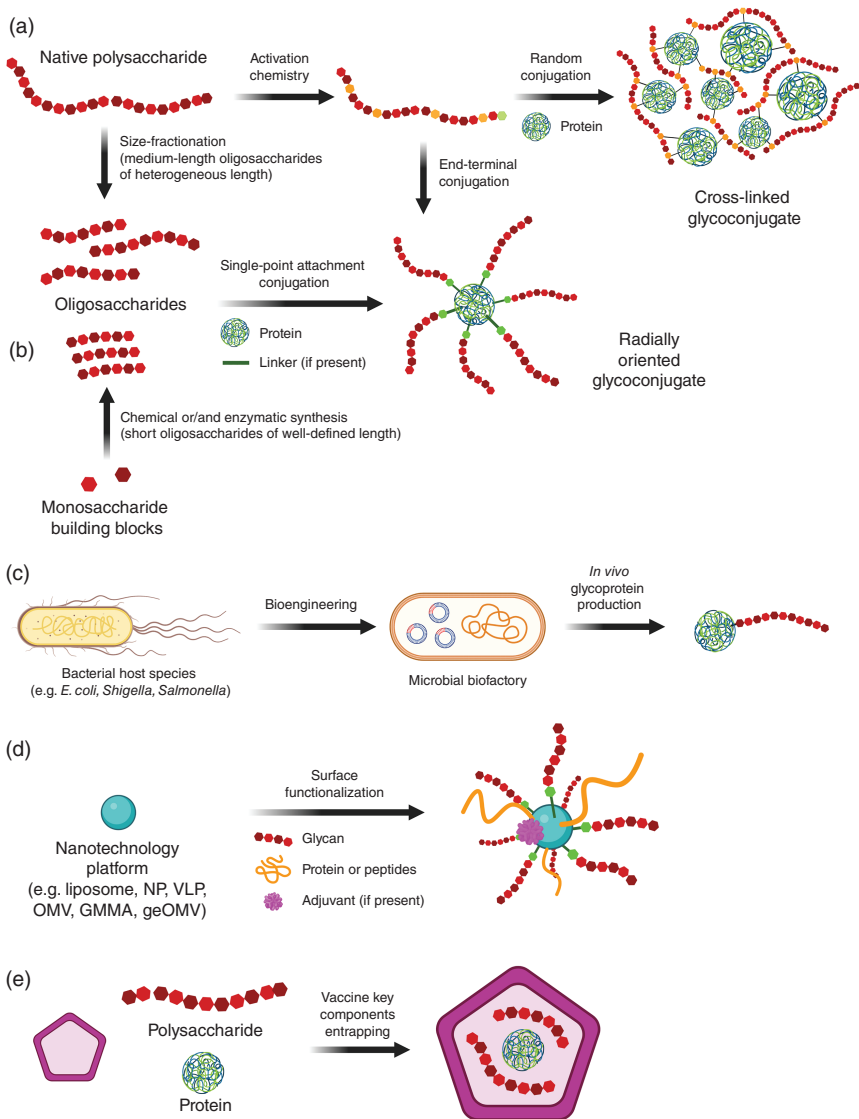 (a)
Native polysaccharide
Activation
chemistry
Random
conjugation
Protein
Size-fractionation
(medium-length oligosaccharides
of heterogeneous length)
End-terminal
conjugation
Cross-linked
glycoconjugate
Oligosaccharides
Single-point attachment
conjugation
Protein
Linker (if present)
Radially
oriented
glycoconjugate
(b)
Chemical or/and enzymatic synthesis
(short oligosaccharides of well-defined length)
Monosaccharide
building blocks
(c)
Bacterial host species
(e.g. E. coli, Shigella, Salmonella)
Bioengineering
Microbial biofactory
In vivo
glycoprotein
production
(d)
Nanotechnology
platform
(e.g. liposome, NP, VLP,
OMV, GMMA, geOMV)
Surface
functionalization
Glycan
Protein or peptides
Adjuvant (if present)
(e)
Polysaccharide
Protein
Vaccine key
components
entrapping